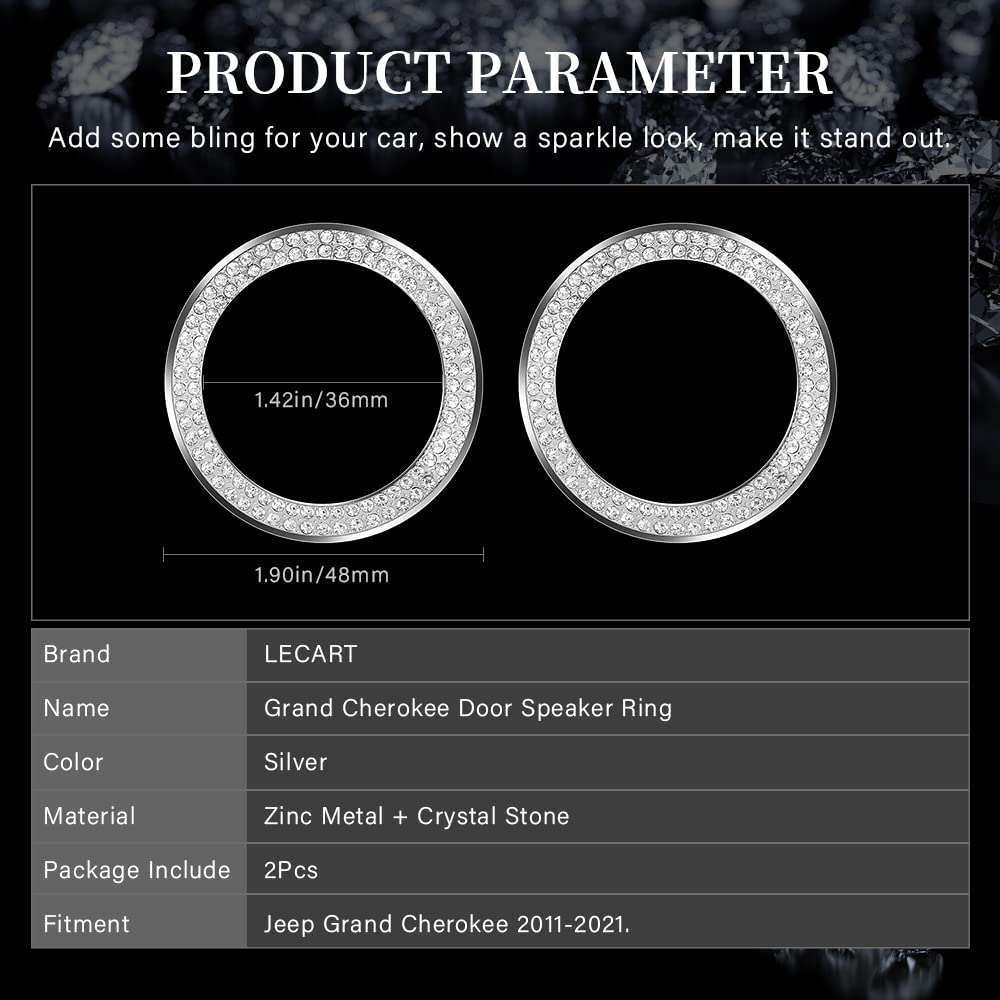 PRODUCT PARAMETER
Add some bling for your car, show a sparkle look, make it stand out.
1.42in/36mm
1.90in/48mm
Brand LECART
Name Grand Cherokee Door Speaker Ring
Color Silver
Material Zinc Metal + Crystal Stone
Package Include 2Pcs
Fitment Jeep Grand Cherokee 2011-2021.